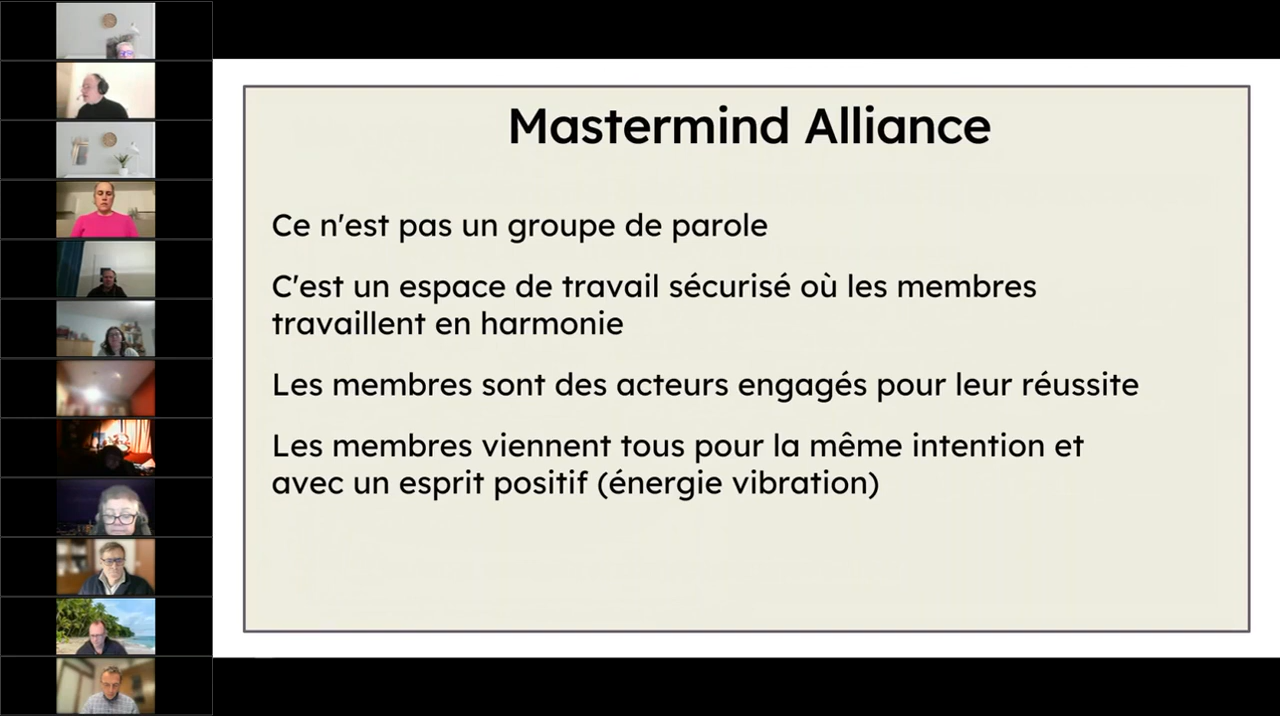 Mastermind Alliance
Ce n'est pas un groupe de parole
C'est un espace de travail sécurisé où les membres
travaillent en harmonie
Les membres sont des acteurs engagés pour leur réussite
Les membres viennent tous pour la même intention et
avec un esprit positif (énergie vibration)